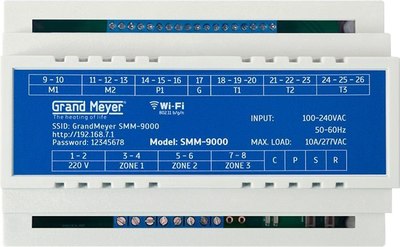 9 - 10 11 - 12 - 13 14 - 15 - 16 17 18 - 19 - 20 21 - 22 - 23 24 - 25 - 26
M1 M2 P1 G T1 T2 T3
Grand Meyer Wi-Fi
The heating of life 802.11 b/g/n
SSID: GrandMeyer SMM-9000 INPUT: 100-240VAC
http://192.168.7.1 50-60Hz
Password: 12345678 Model: SMM-9000 MAX. LOAD: 10A/277VAC
1 - 2 3 - 4 5 - 6 7 - 8 C P S R
220 V ZONE 1 ZONE 2 ZONE 3